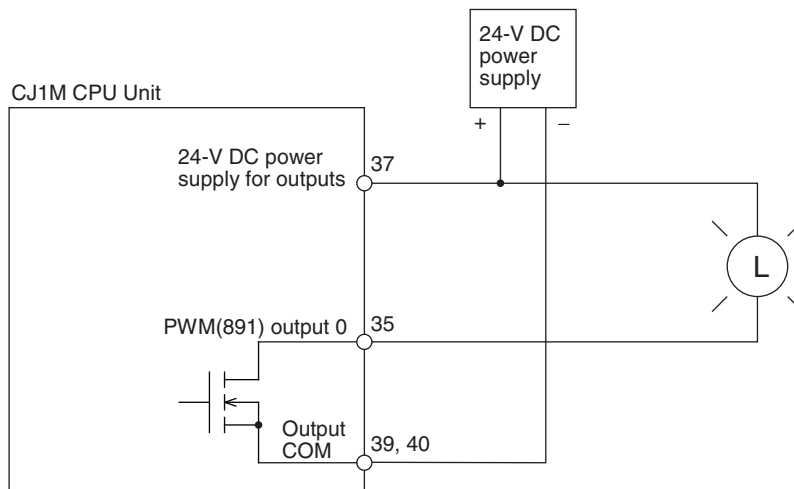 24-V DC
power
supply
CJ1M CPU Unit
+ −
24-V DC power
supply for outputs
37
L
PWM(891) output 0
35
Output
COM
39, 40